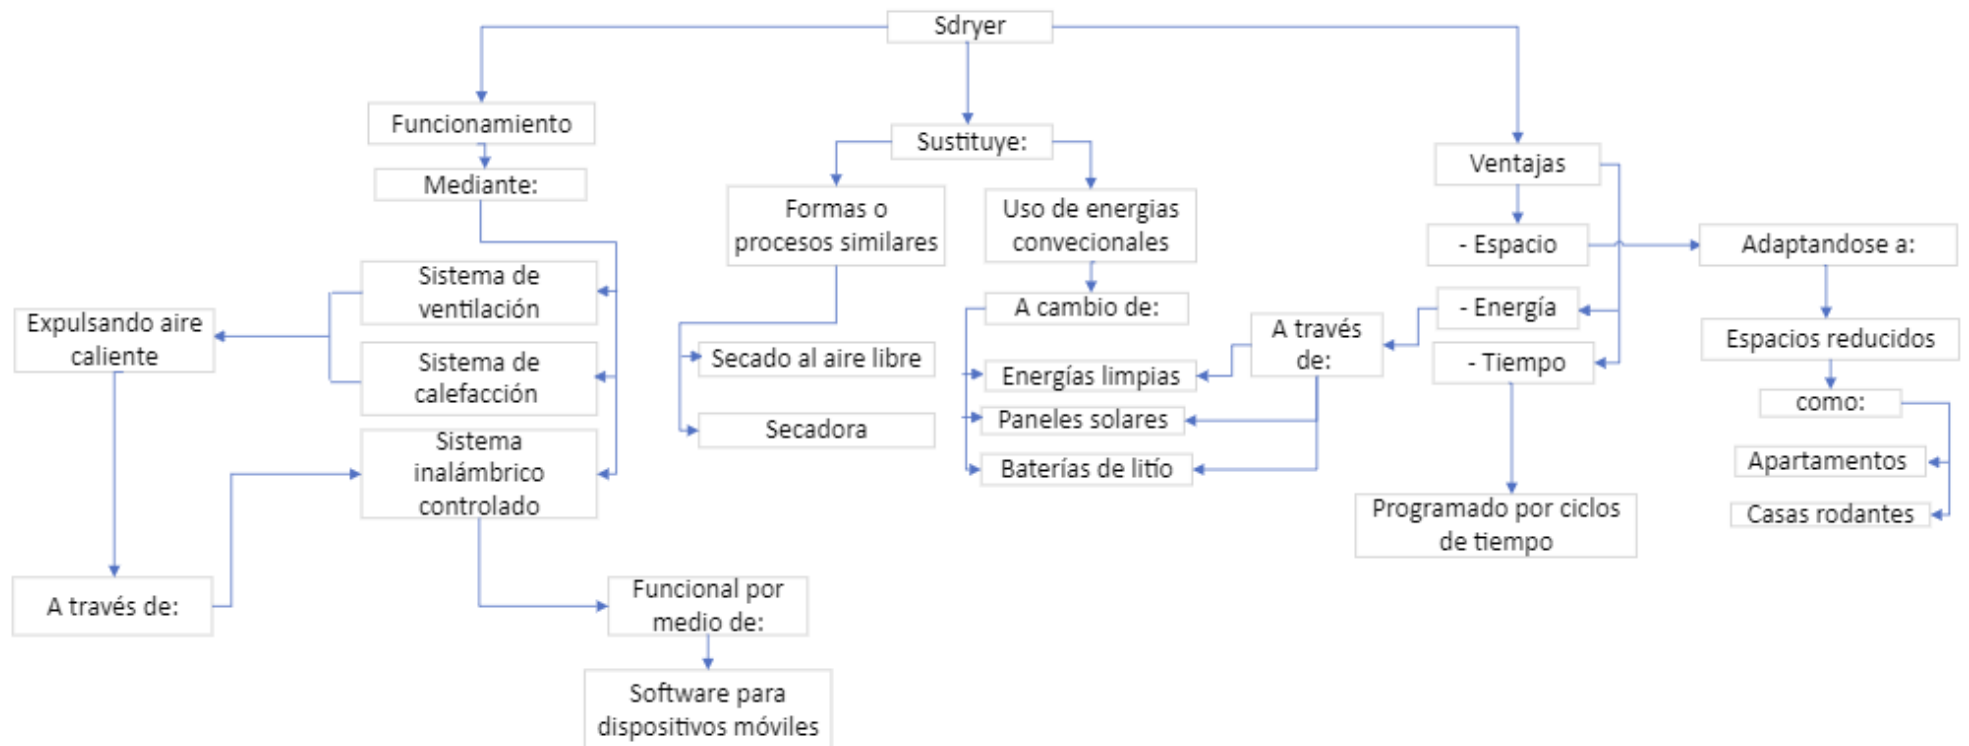 Sdryer
Funcionamiento
Mediante:
Sistema de
ventilación
Sistema de
calefacción
Sistema
inalámbrico
controlado
Expulsando aire
caliente
A través de:
Funcional por
medio de:
Software para
dispositivos móviles
Sustituye:
Formas o
procesos similares
Secado al aire libre
Secadora
Uso de energias
convecionales
A cambio de:
Energías limpias
Paneles solares
Baterías de litío
Ventajas
- Espacio
- Energía
- Tiempo
A través
de:
Programado por ciclos
de tiempo
Adaptandose a:
Espacios reducidos
como:
Apartamentos
Casas rodantes